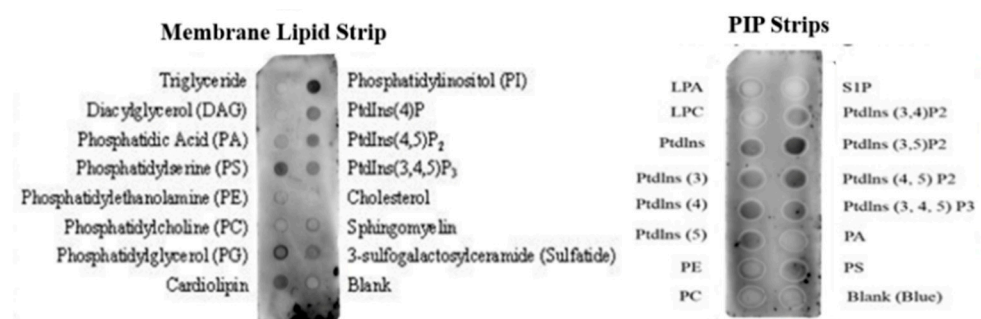 Membrane Lipid Strip
Triglyceride
Diacylglycerol (DAG)
Phosphatidic Acid (PA)
Phosphatidylserine (PS)
Phosphatidylethanolamine (PE)
Phosphatidylcholine (PC)
Phosphatidylglycerol (PG)
Cardiolipin
Phosphatidylinositol (PI)
PtdIns(4)P
PtdIns(4,5)P₂
PtdIns(3,4,5)P₃
Cholesterol
Sphingomyelin
3-sulfogalactosylceramide (Sulfatide)
Blank
PIP Strips
LPA
LPC
PtdIns
PtdIns (3)
PtdIns (4)
PtdIns (5)
PE
PC
S1P
PtdIns (3,4)P2
PtdIns (3,5)P2
PtdIns (4, 5) P2
PtdIns (3, 4, 5) P3
PA
PS
Blank (Blue)